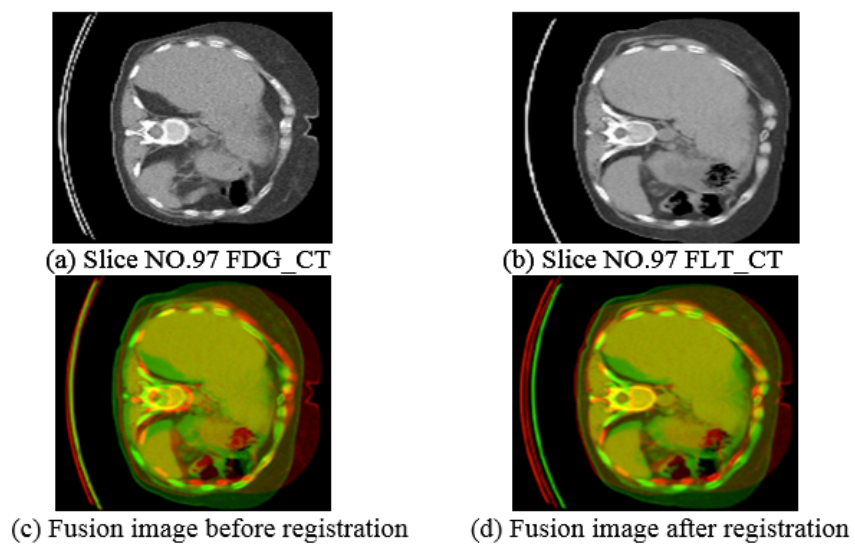 (a) Slice NO.97 FDG_CT
(b) Slice NO.97 FLT_CT
(c) Fusion image before registration
(d) Fusion image after registration